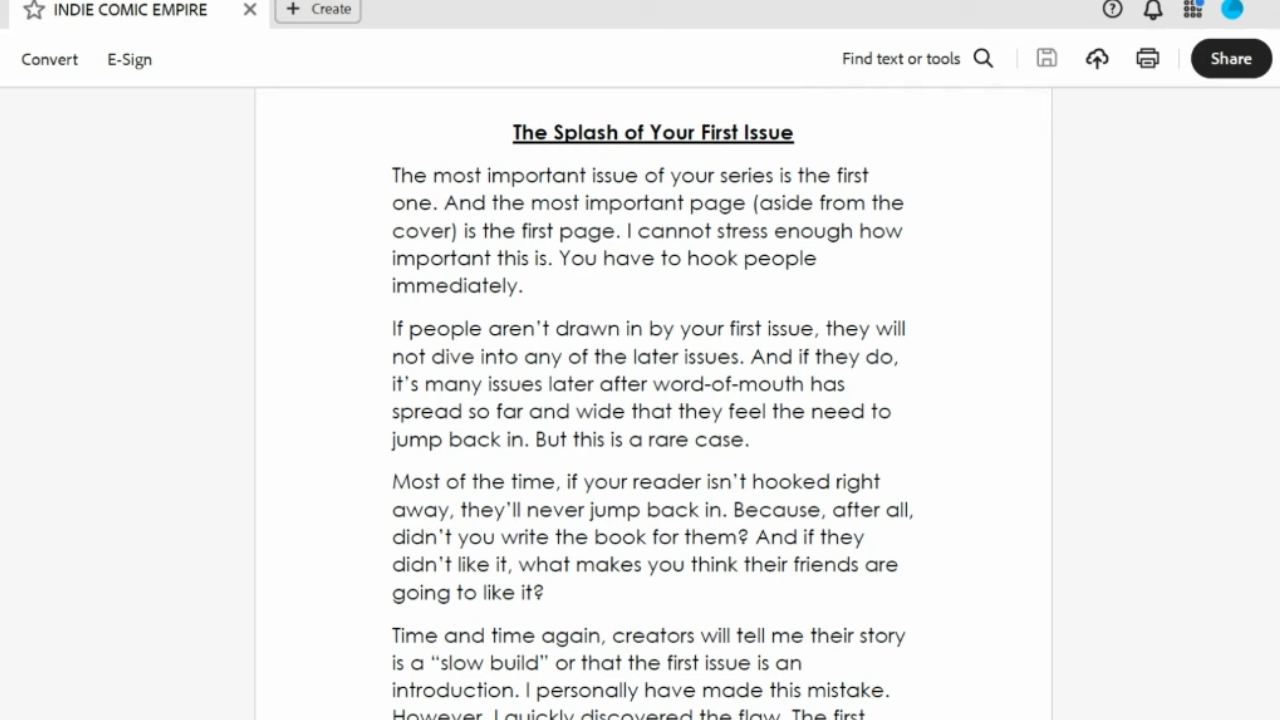 INDIE COMIC EMPIRE
Create
Convert
E-Sign
Find text or tools
Share
The Splash of Your First Issue
The most important issue of your series is the first
one. And the most important page (aside from the
cover) is the first page. I cannot stress enough how
important this is. You have to hook people
immediately.
If people aren’t drawn in by your first issue, they will
not dive into any of the later issues. And if they do,
it’s many issues later after word-of-mouth has
spread so far and wide that they feel the need to
jump back in. But this is a rare case.
Most of the time, if your reader isn’t hooked right
away, they’ll never jump back in. Because, after all,
didn’t you write the book for them? And if they
didn’t like it, what makes you think their friends are
going to like it?
Time and time again, creators will tell me their story
is a “slow build” or that the first issue is an
introduction. I personally have made this mistake.
However, I quickly discovered the flaw. The first